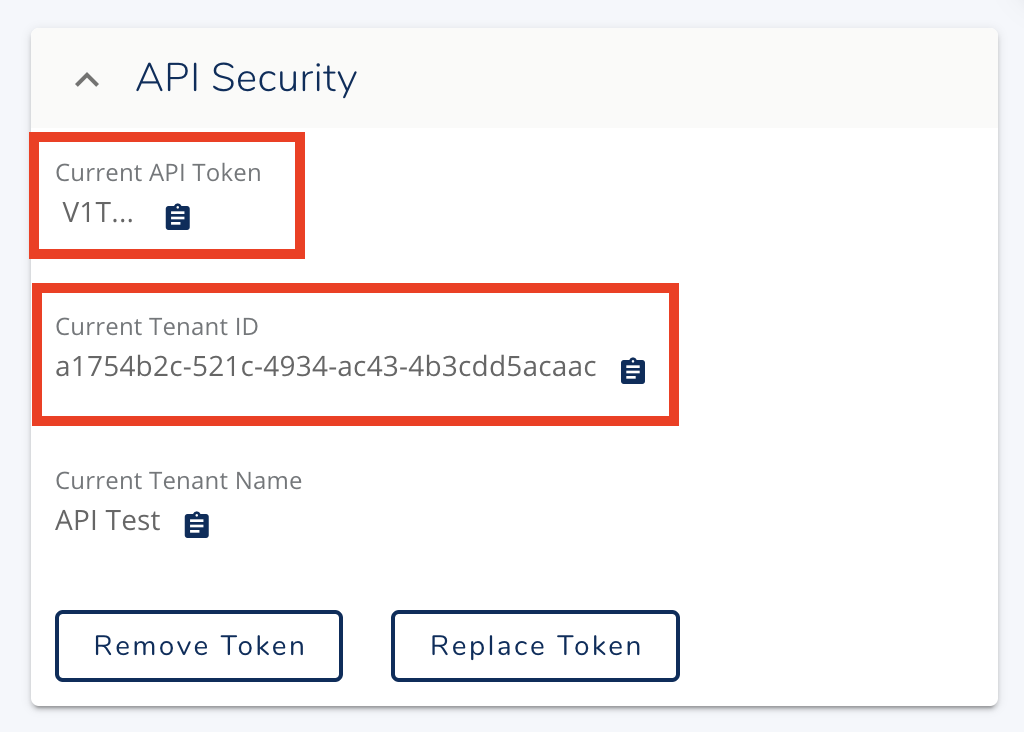 API Security
Current API Token
V1T...
Current Tenant ID
a1754b2c-521c-4934-ac43-4b3cdd5acaac
Current Tenant Name
API Test
Remove Token
Replace Token